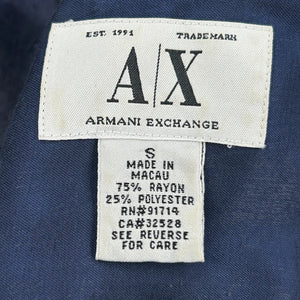 EST. 1991 TRADEMARK
A|X
ARMANI EXCHANGE
S
MADE IN
MACAU
75% RAYON
25% POLYESTER
RN#91714
CA#32528
SEE REVERSE
FOR CARE